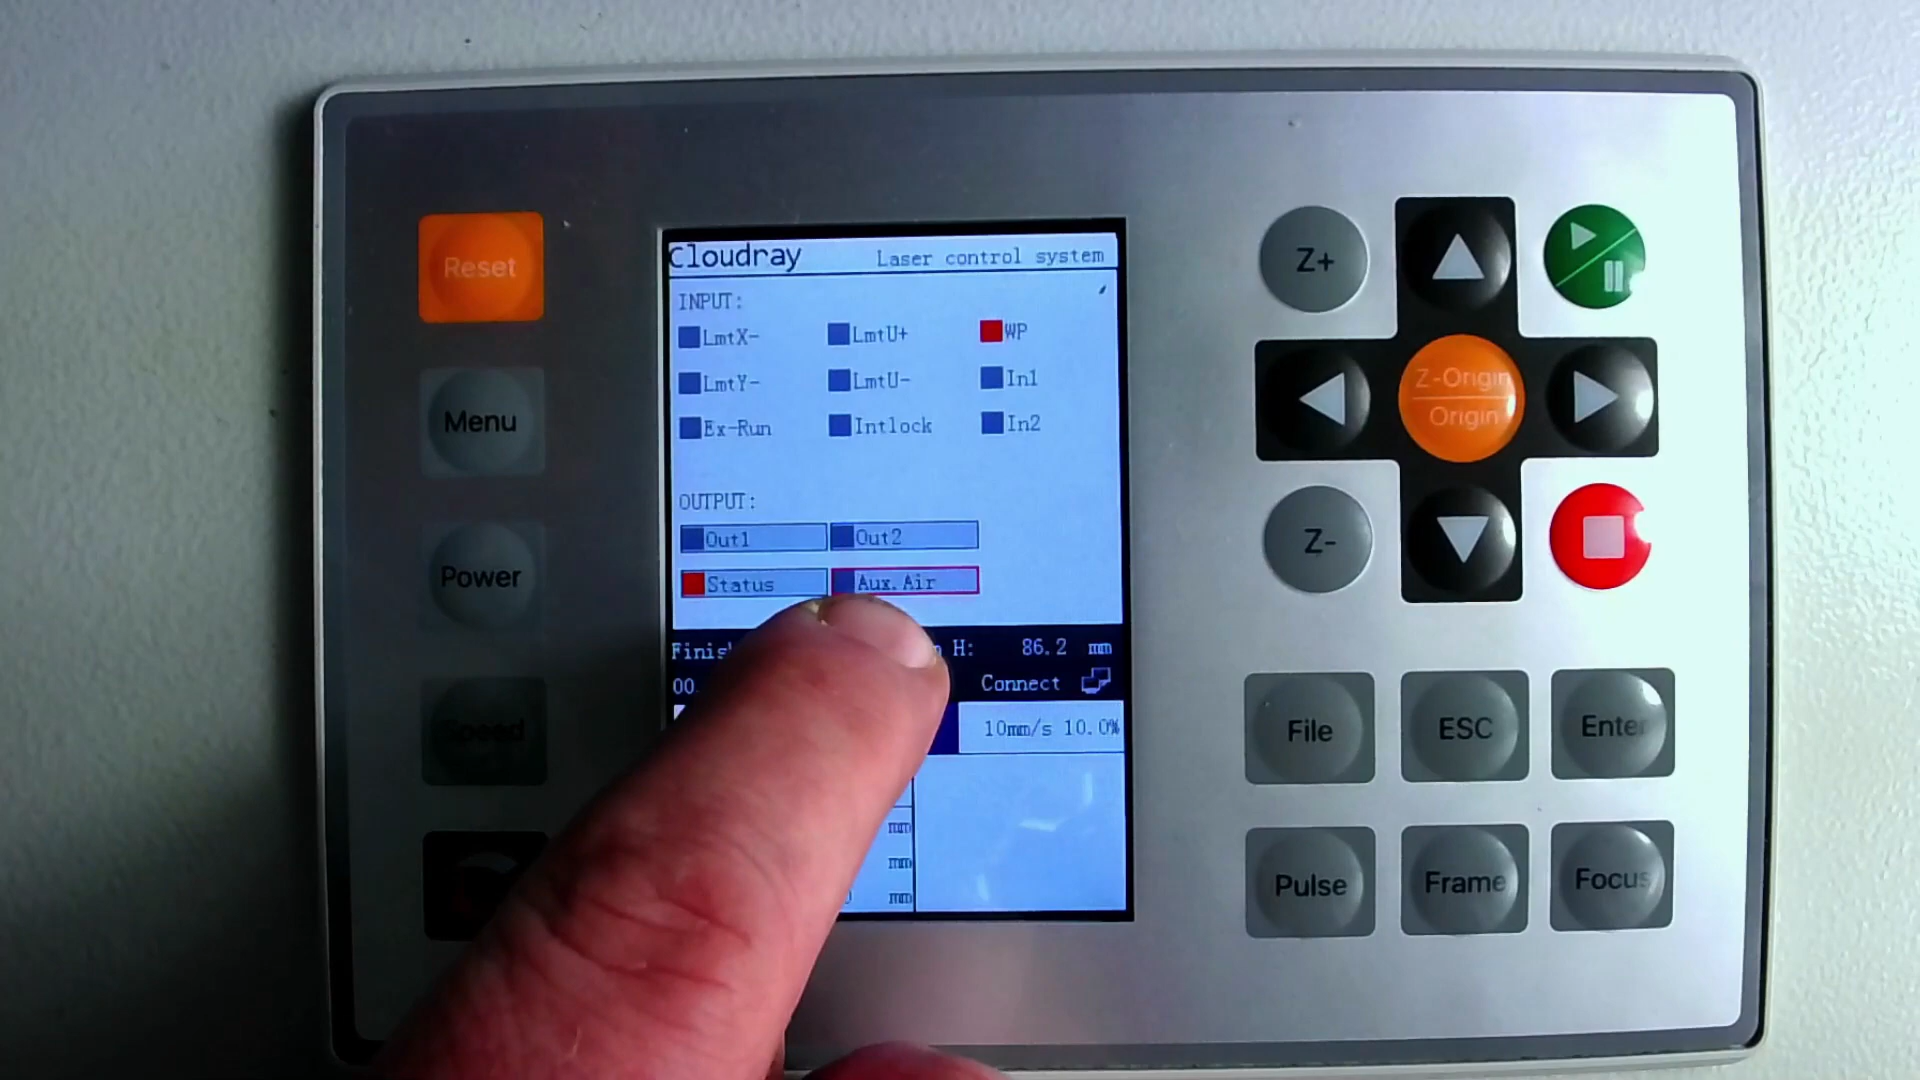 Cloudray Laser control system
INPUT:
LmtX- LmtU+ WP
LmtY- LmtU- In1
Ex-Run Intlock In2
OUTPUT:
Out1 Out2
Status Aux.Air
H: 86.2 mm
00 Connect
10mm/s 10.0%
mm
mm
mm
Reset
Menu
Power
Speed
Z+
Z-Origin
Origin
Z-
File ESC Enter
Pulse Frame Focus